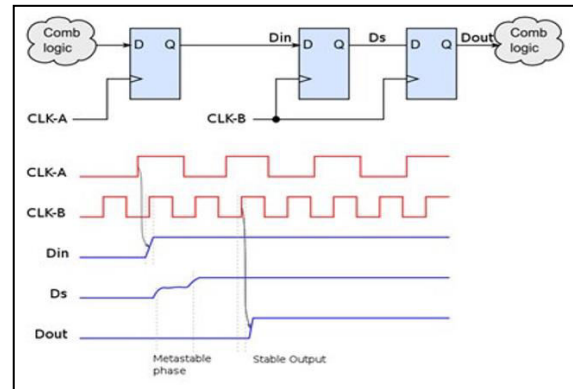 Comb
logic
D Q
Din
D Q
Ds
D Q
Dout
Comb
logic
CLK-A
CLK-B
CLK-A
CLK-B
Din
Ds
Dout
Metastable
phase
Stable Output